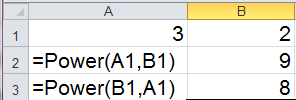 A B
1 3 2
2 =Power(A1,B1) 9
3 =Power(B1,A1) 8